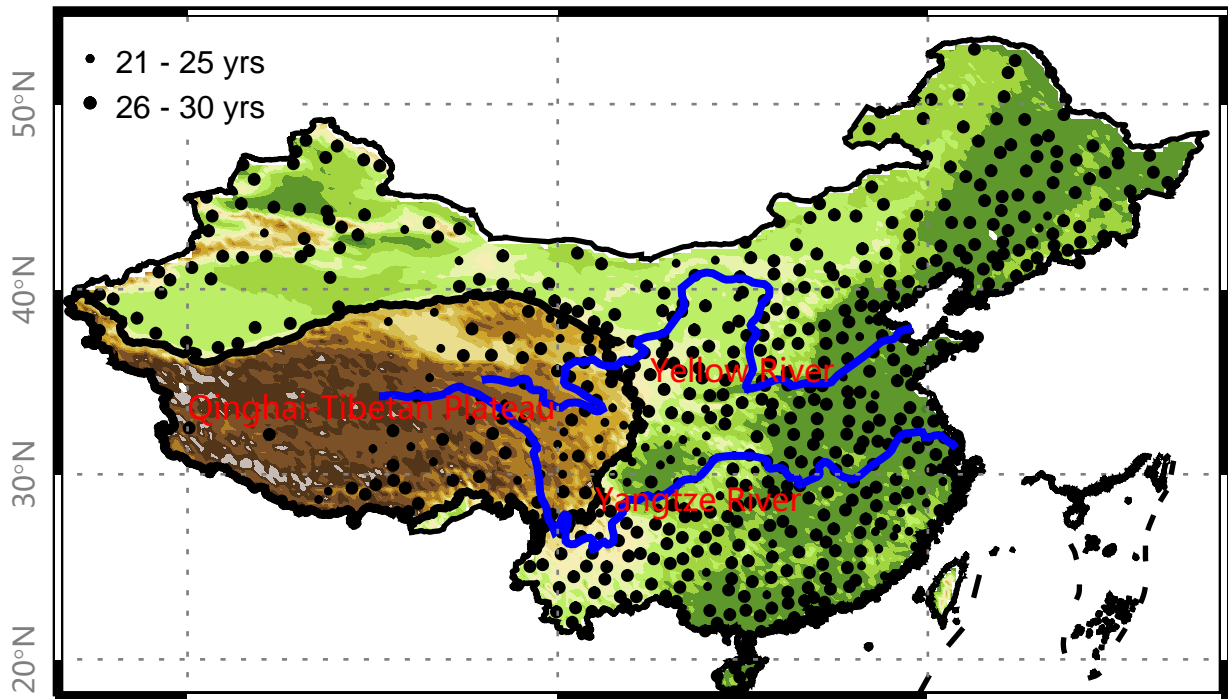 21 - 25 yrs
26 - 30 yrs
50°N
40°N
Yellow River
Qinghai-Tibetan Plateau
30°N
Yangtze River
20°N